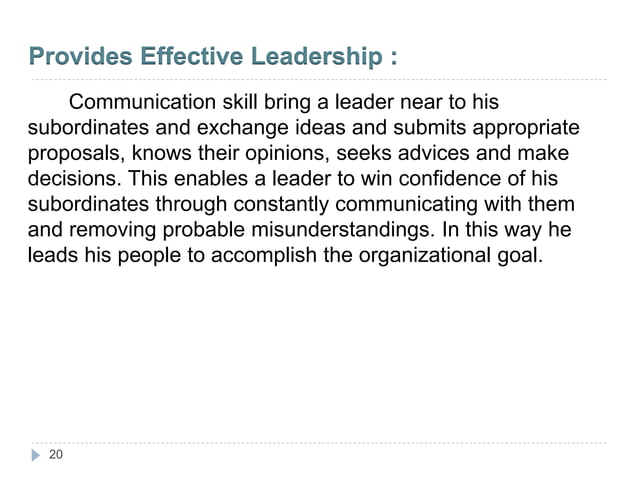 Provides Effective Leadership :
Communication skill bring a leader near to his
subordinates and exchange ideas and submits appropriate
proposals, knows their opinions, seeks advices and make
decisions. This enables a leader to win confidence of his
subordinates through constantly communicating with them
and removing probable misunderstandings. In this way he
leads his people to accomplish the organizational goal.
20